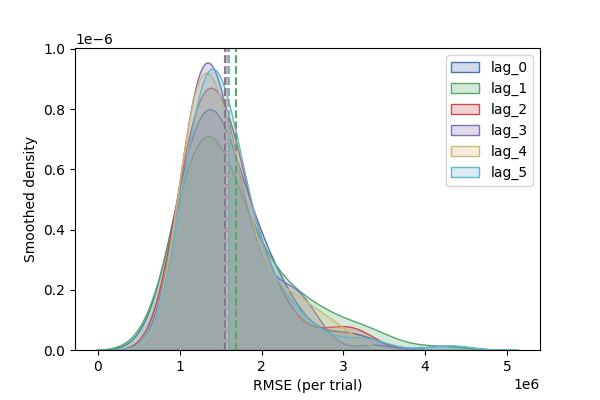 1e−6
1.0
0.8
0.6
0.4
0.2
0.0
Smoothed density
lag_0
lag_1
lag_2
lag_3
lag_4
lag_5
0 1 2 3 4 5
1e6
RMSE (per trial)